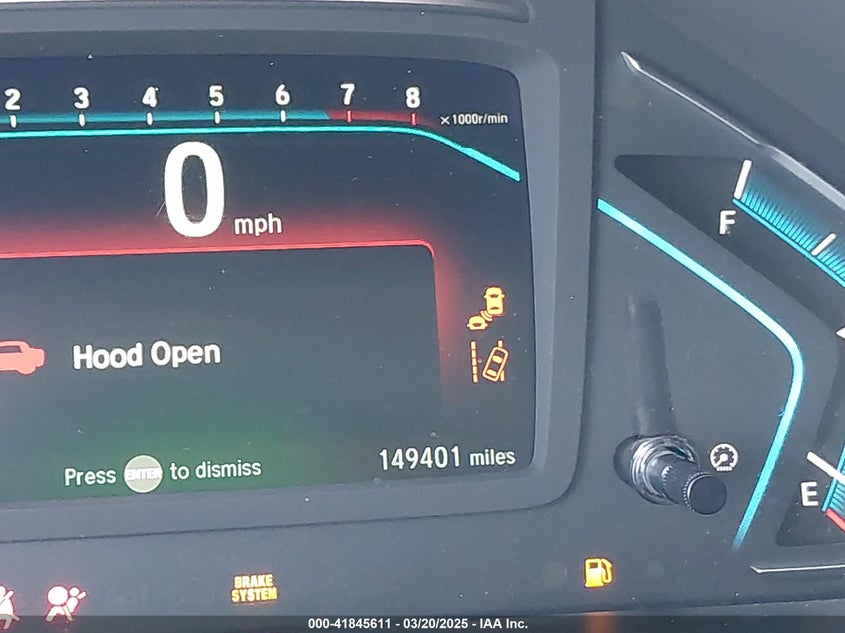 2 3 4 5 6 7 8
×1000r/min
0 mph
F
Hood Open
149401 miles
Press ENTER to dismiss
E
BRAKE
SYSTEM
000-41845611 - 03/20/2025 - IAA Inc.